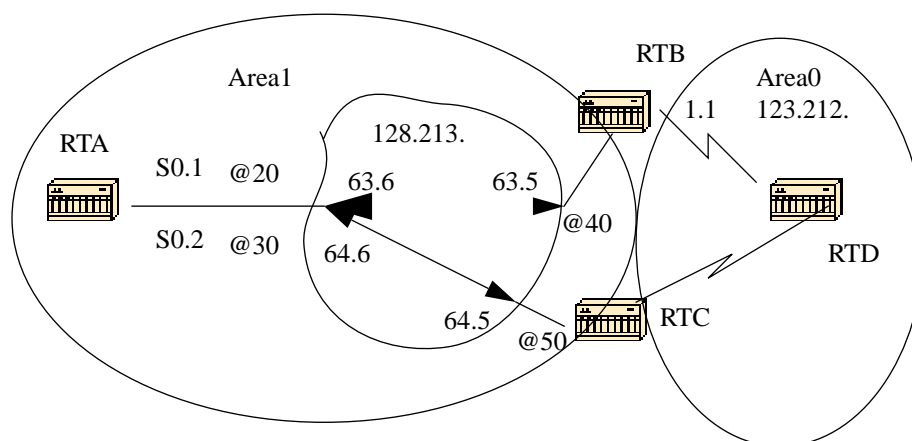 RTB
Area1
Area0
123.212.
1.1
128.213.
RTA
S0.1 @20
63.6
63.5
@40
S0.2 @30
64.6
RTD
64.5
@50
RTC